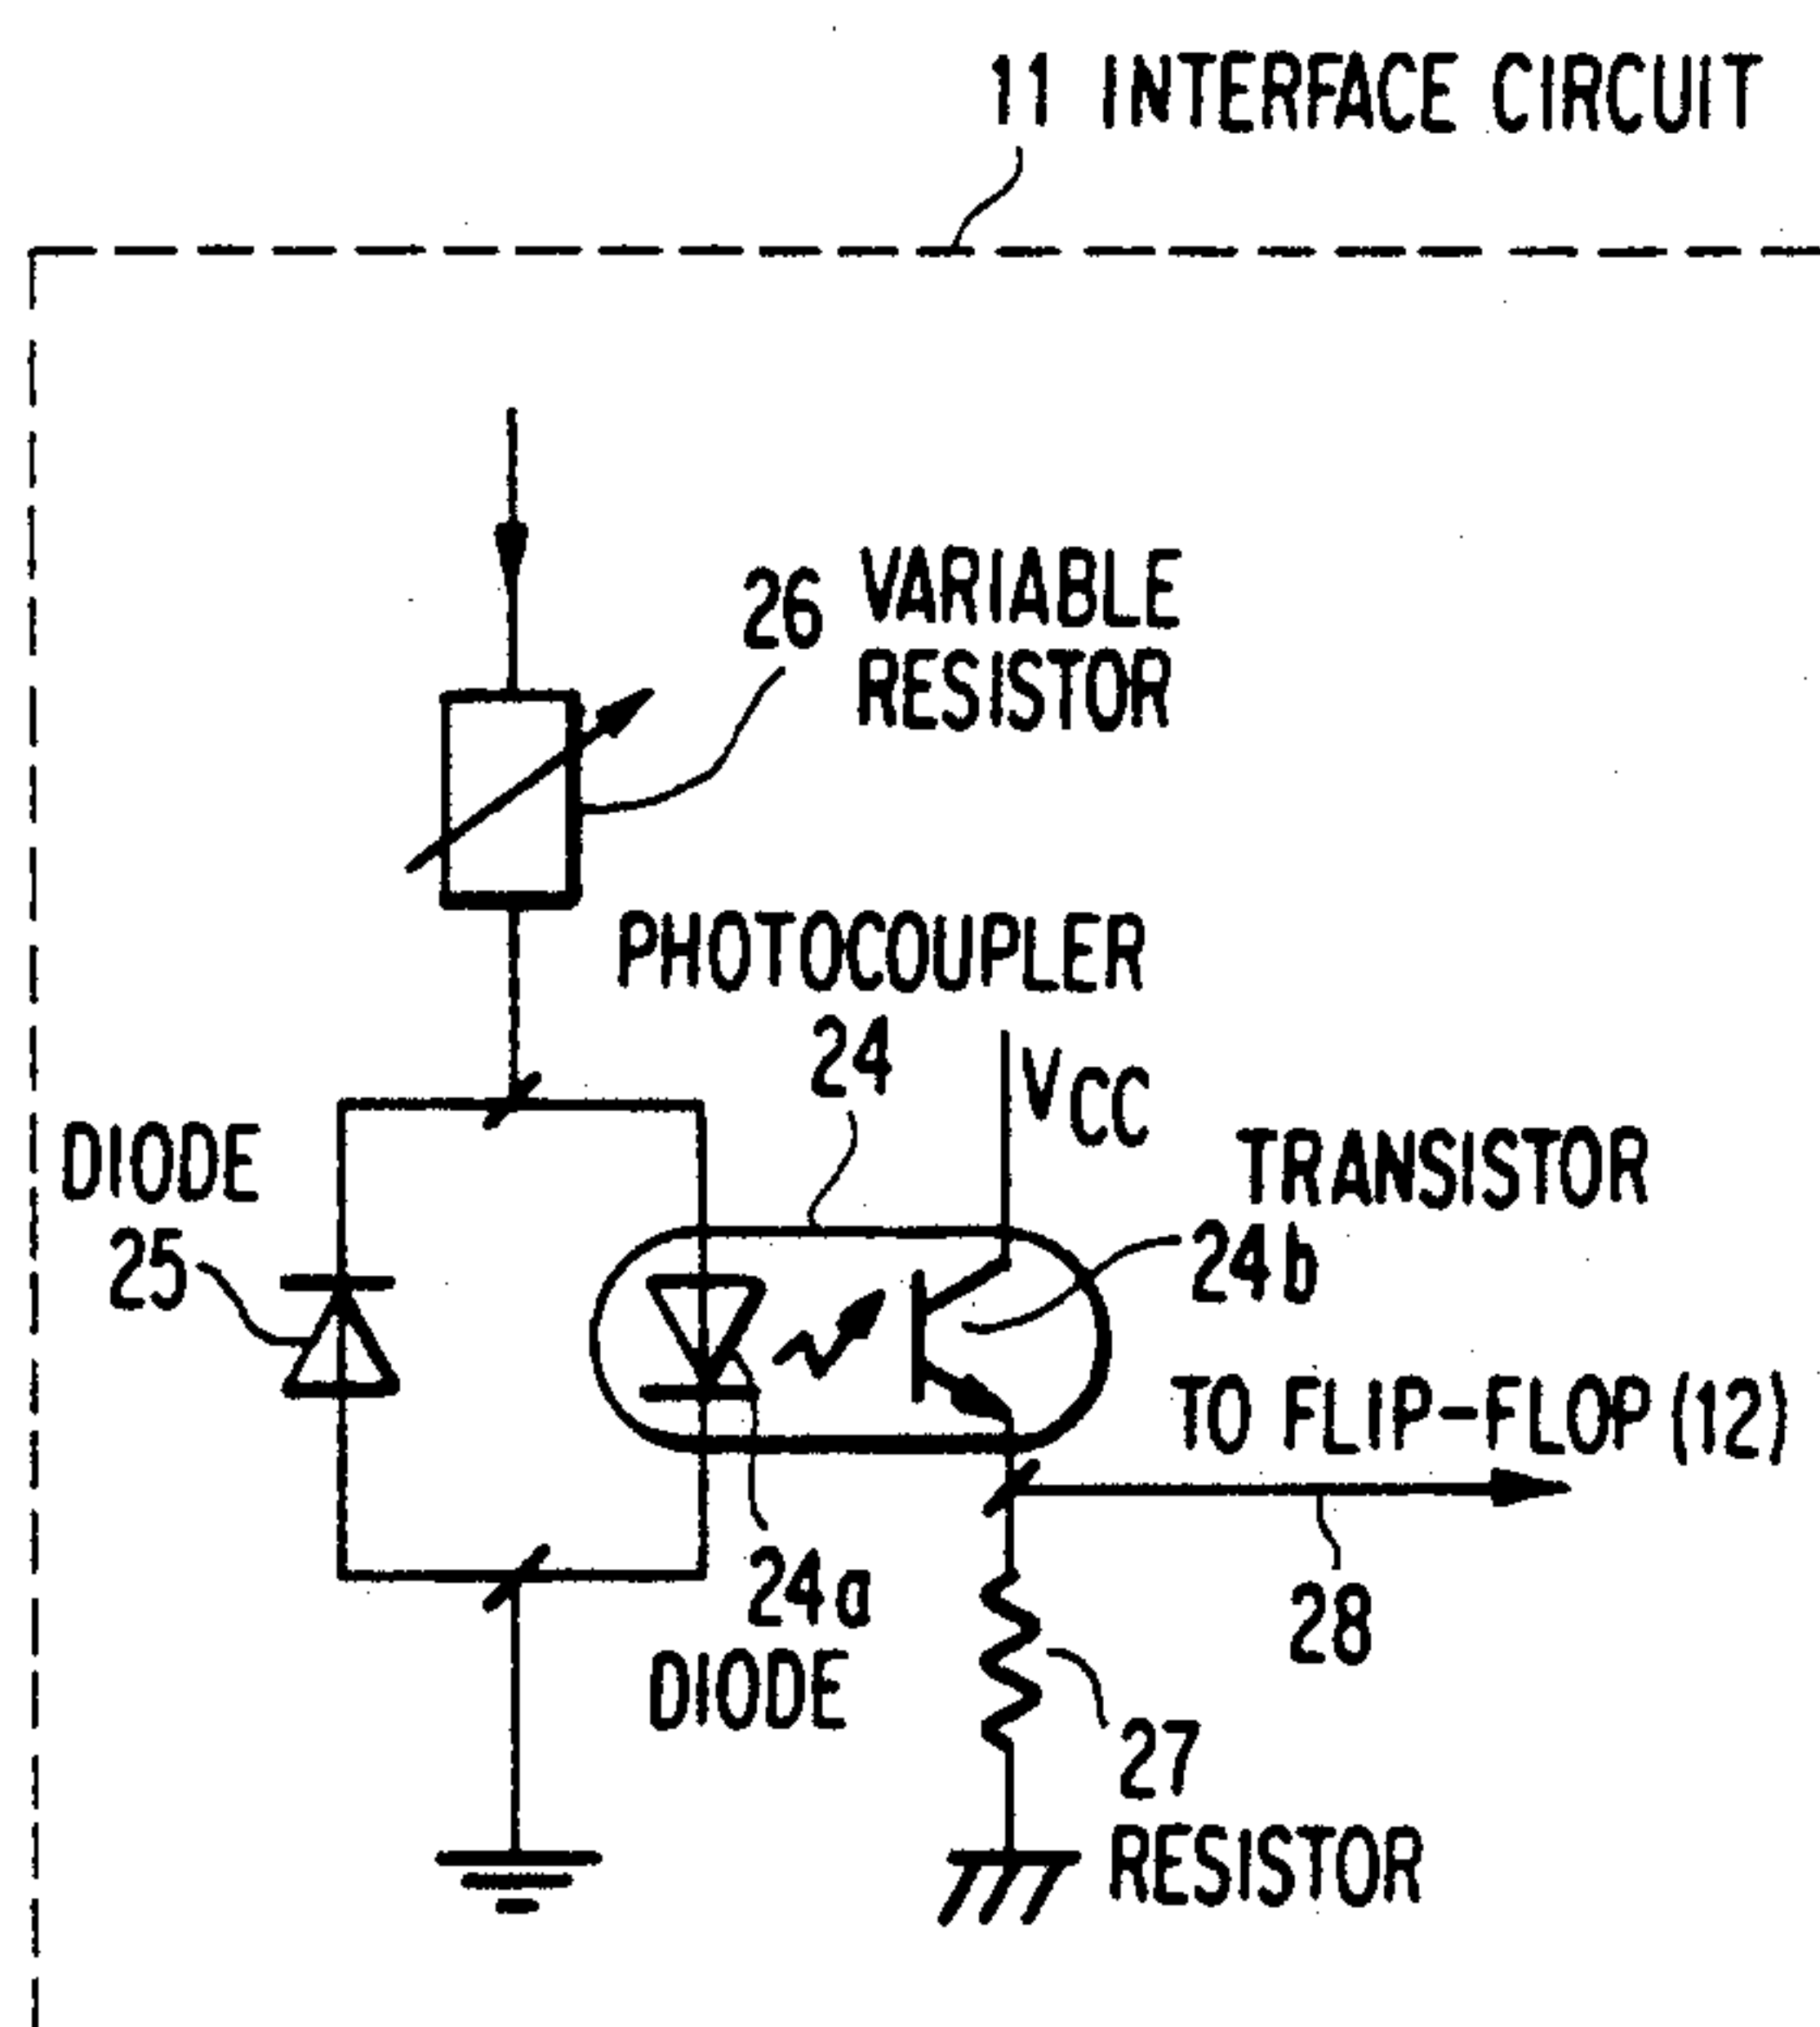 11 INTERFACE CIRCUIT
26 VARIABLE
RESISTOR
PHOTOCOUPLER
24
VCC
DIODE
25
TRANSISTOR
24b
TO FLIP-FLOP (12)
28
24a
DIODE
27
RESISTOR